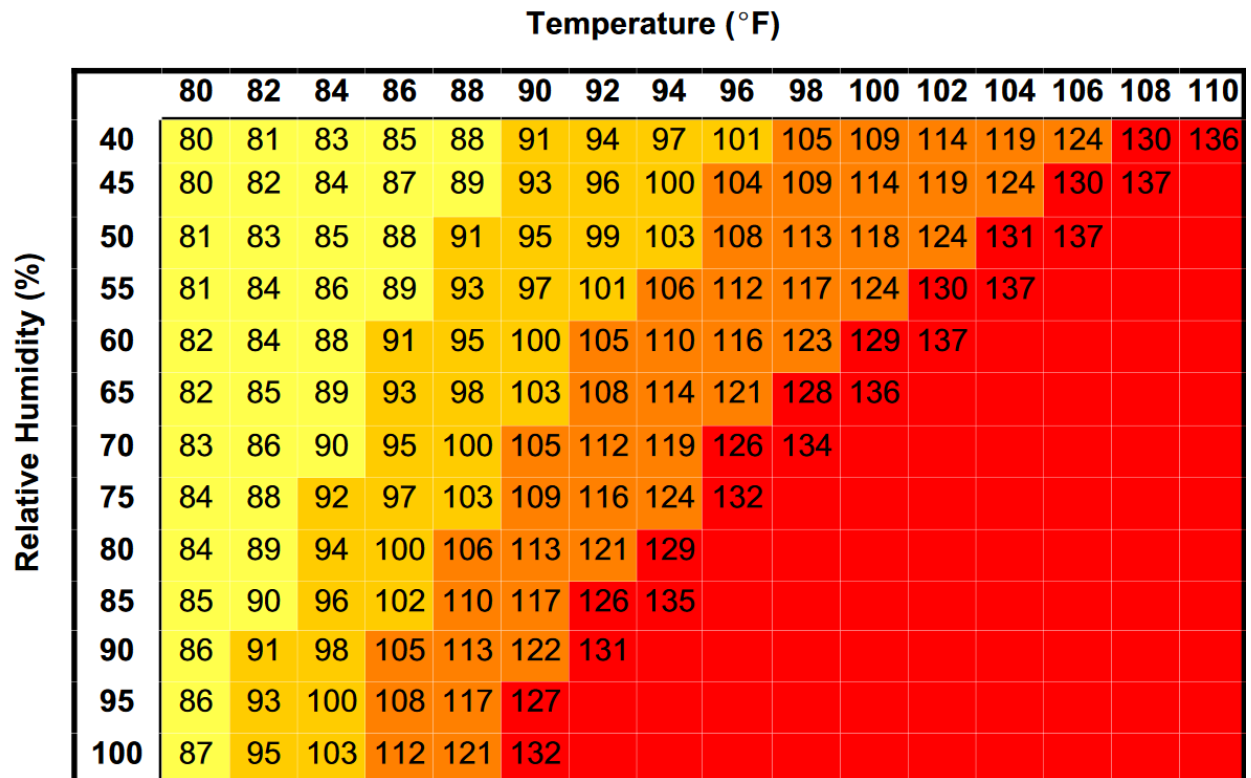 Temperature (°F)
80 82 84 86 88 90 92 94 96 98 100 102 104 106 108 110
Relative Humidity (%)
40 80 81 83 85 88 91 94 97 101 105 109 114 119 124 130 136
45 80 82 84 87 89 93 96 100 104 109 114 119 124 130 137
50 81 83 85 88 91 95 99 103 108 113 118 124 131 137
55 81 84 86 89 93 97 101 106 112 117 124 130 137
60 82 84 88 91 95 100 105 110 116 123 129 137
65 82 85 89 93 98 103 108 114 121 128 136
70 83 86 90 95 100 105 112 119 126 134
75 84 88 92 97 103 109 116 124 132
80 84 89 94 100 106 113 121 129
85 85 90 96 102 110 117 126 135
90 86 91 98 105 113 122 131
95 86 93 100 108 117 127
100 87 95 103 112 121 132